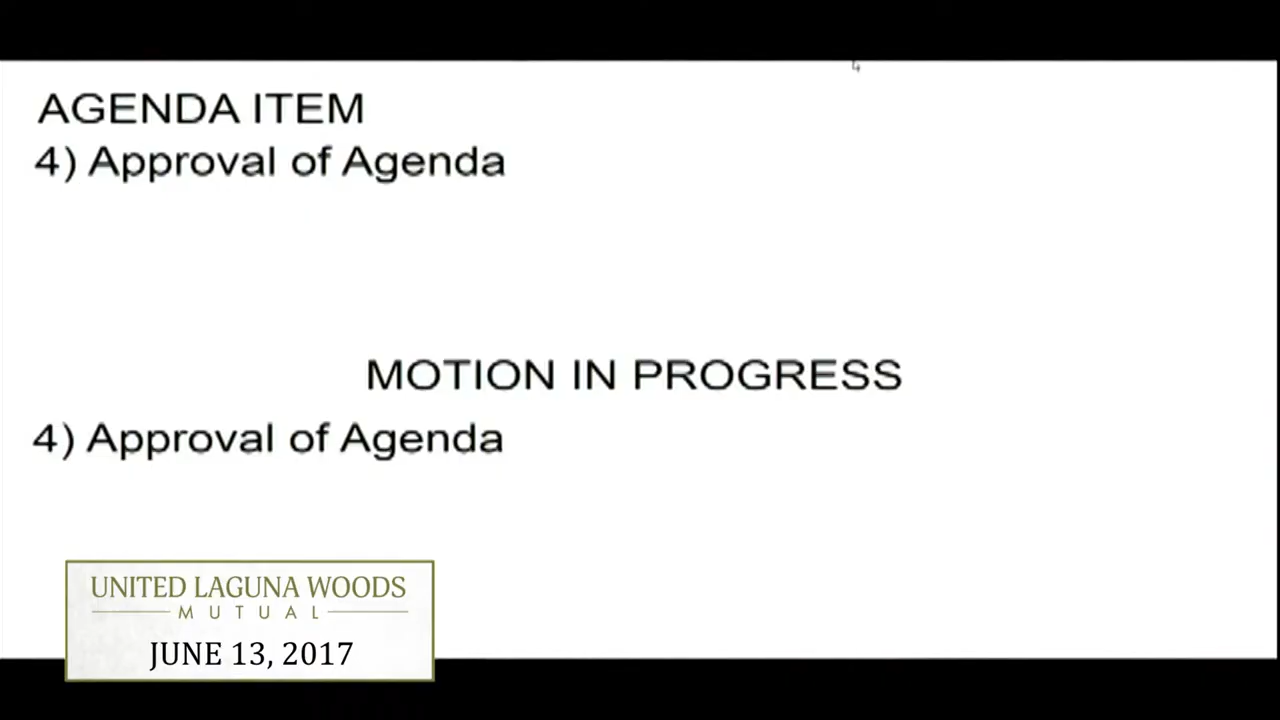 AGENDA ITEM
4) Approval of Agenda
MOTION IN PROGRESS
4) Approval of Agenda
UNITED LAGUNA WOODS
MUTUAL
JUNE 13, 2017